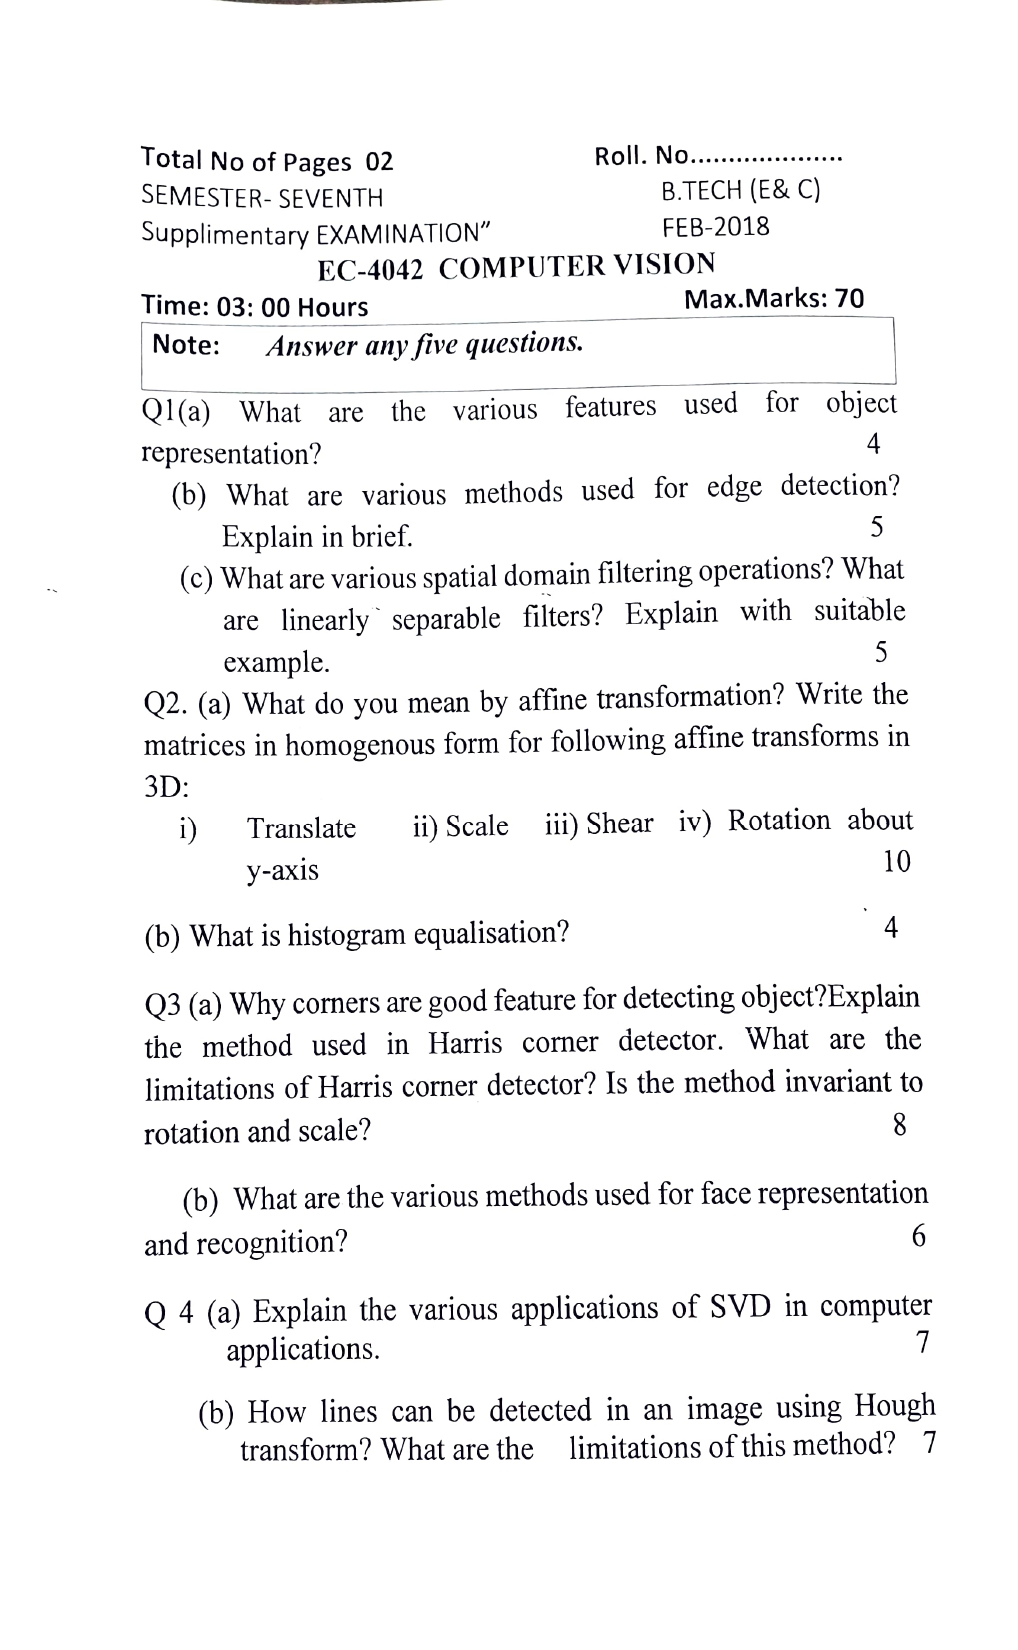 Total No of Pages 02 Roll. No.....................
SEMESTER- SEVENTH B.TECH (E& C)
Supplimentary EXAMINATION” FEB-2018
EC-4042 COMPUTER VISION
Time: 03: 00 Hours Max.Marks: 70
Note: Answer any five questions.
Q1(a) What are the various features used for object
representation? 4
(b) What are various methods used for edge detection?
Explain in brief. 5
(c) What are various spatial domain filtering operations? What
are linearly separable filters? Explain with suitable
example. 5
Q2. (a) What do you mean by affine transformation? Write the
matrices in homogenous form for following affine transforms in
3D:
i) Translate ii) Scale iii) Shear iv) Rotation about
y-axis 10
(b) What is histogram equalisation? 4
Q3 (a) Why corners are good feature for detecting object?Explain
the method used in Harris corner detector. What are the
limitations of Harris corner detector? Is the method invariant to
rotation and scale? 8
(b) What are the various methods used for face representation
and recognition? 6
Q 4 (a) Explain the various applications of SVD in computer
applications. 7
(b) How lines can be detected in an image using Hough
transform? What are the limitations of this method? 7